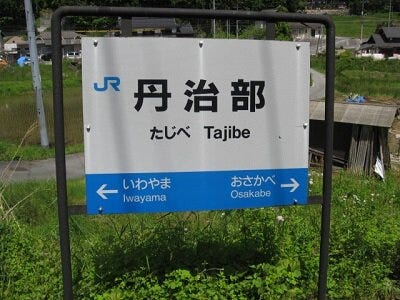 JR 丹治部
たじべ Tajibe
← いわやま おさかべ →
Iwayama Osakabe